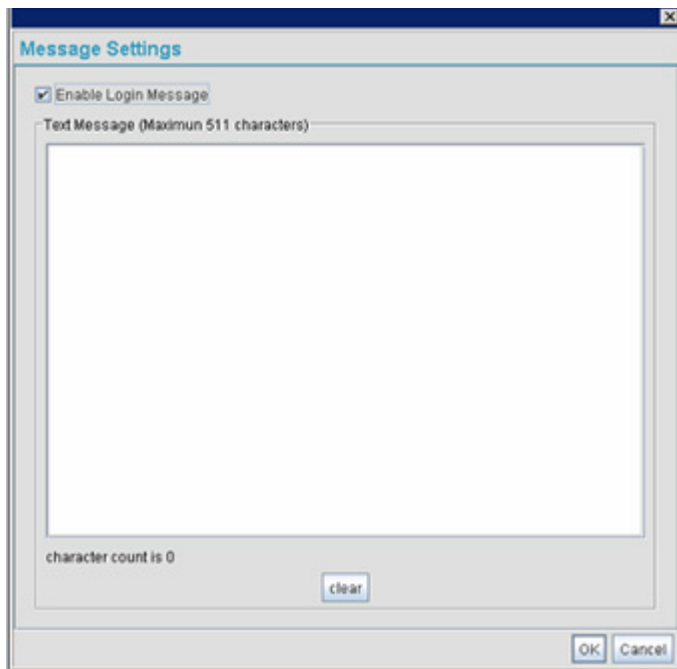 Message Settings
Enable Login Message
Text Message (Maximun 511 characters)
character count is 0
clear
OK Cancel